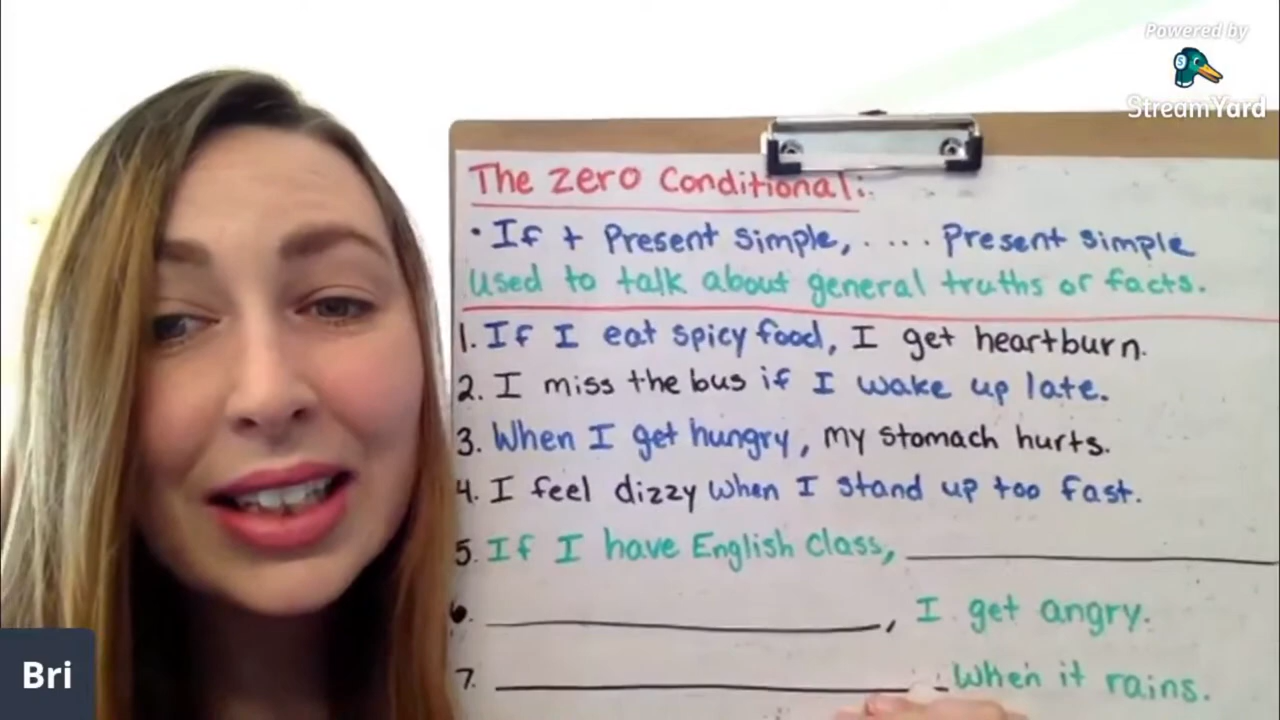 Powered by
StreamYard
The Zero Conditional:
• If + Present Simple, ..... Present Simple
Used to talk about general truths or facts.
1. If I eat spicy food, I get heartburn.
2. I miss the bus if I wake up late.
3. When I get hungry, my stomach hurts.
4. I feel dizzy when I stand up too fast.
5. If I have English class, ____________
6. ____________, I get angry.
7. ____________ when it rains.
Bri